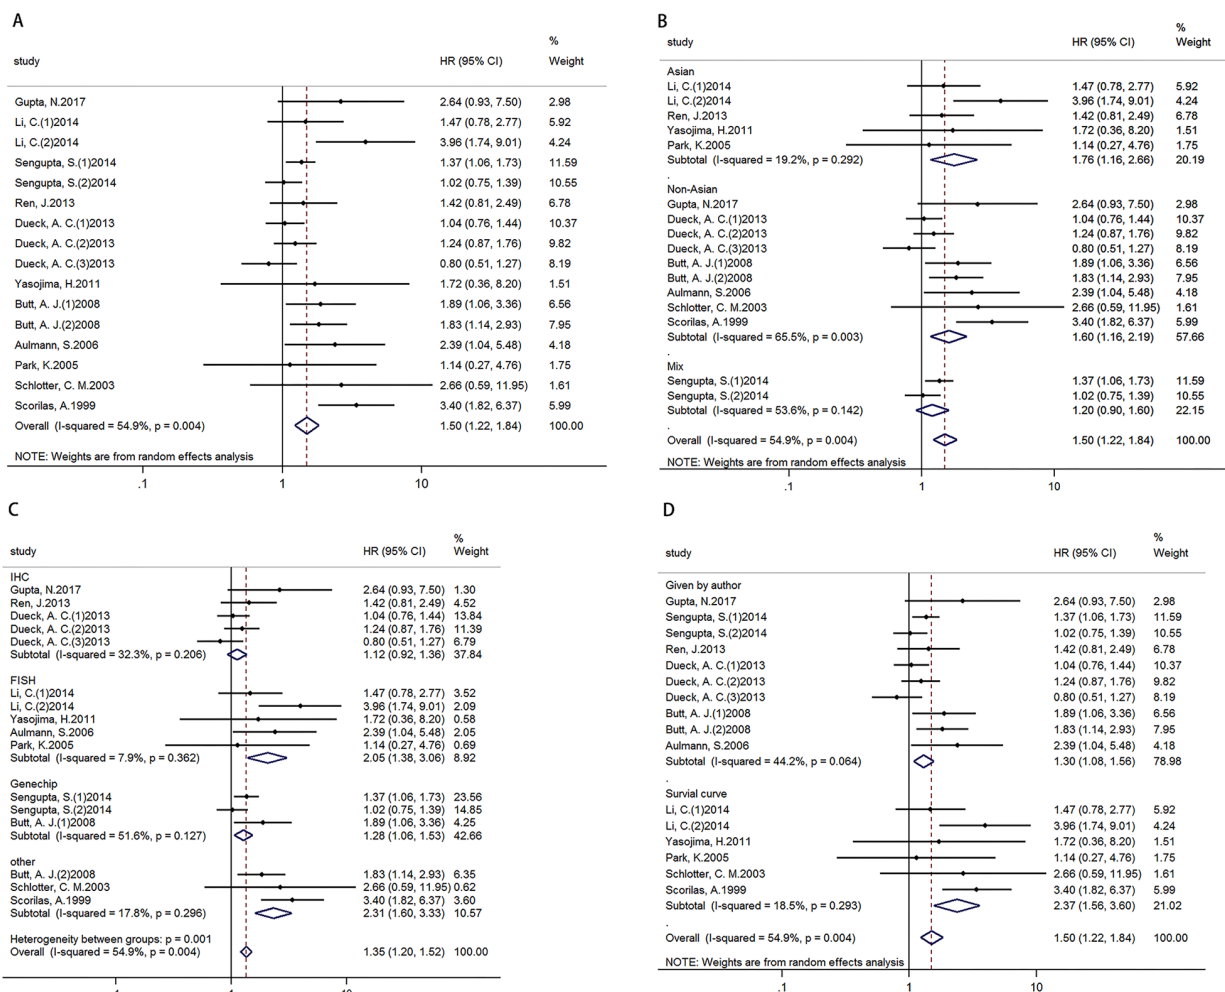 A
%
study HR (95% CI) Weight
Gupta, N.2017 2.64 (0.93, 7.50) 2.98
Li, C.(1)2014 1.47 (0.78, 2.77) 5.92
Li, C.(2)2014 3.96 (1.74, 9.01) 4.24
Sengupta, S.(1)2014 1.37 (1.06, 1.73) 11.59
Sengupta, S.(2)2014 1.02 (0.75, 1.39) 10.55
Ren, J.2013 1.42 (0.81, 2.49) 6.78
Dueck, A. C.(1)2013 1.04 (0.76, 1.44) 10.37
Dueck, A. C.(2)2013 1.24 (0.87, 1.76) 9.82
Dueck, A. C.(3)2013 0.80 (0.51, 1.27) 8.19
Yasojima, H.2011 1.72 (0.36, 8.20) 1.51
Butt, A. J.(1)2008 1.89 (1.06, 3.36) 6.56
Butt, A. J.(2)2008 1.83 (1.14, 2.93) 7.95
Aulmann, S.2006 2.39 (1.04, 5.48) 4.18
Park, K.2005 1.14 (0.27, 4.76) 1.75
Schlotter, C. M.2003 2.66 (0.59, 11.95) 1.61
Scorilas, A.1999 3.40 (1.82, 6.37) 5.99
Overall (I-squared = 54.9%, p = 0.004) 1.50 (1.22, 1.84) 100.00
NOTE: Weights are from random effects analysis
.1 1 10
B
%
study HR (95% CI) Weight
Asian
Li, C.(1)2014 1.47 (0.78, 2.77) 5.92
Li, C.(2)2014 3.96 (1.74, 9.01) 4.24
Ren, J.2013 1.42 (0.81, 2.49) 6.78
Yasojima, H.2011 1.72 (0.36, 8.20) 1.51
Park, K.2005 1.14 (0.27, 4.76) 1.75
Subtotal (I-squared = 19.2%, p = 0.292) 1.76 (1.16, 2.66) 20.19
.
Non-Asian
Gupta, N.2017 2.64 (0.93, 7.50) 2.98
Dueck, A. C.(1)2013 1.04 (0.76, 1.44) 10.37
Dueck, A. C.(2)2013 1.24 (0.87, 1.76) 9.82
Dueck, A. C.(3)2013 0.80 (0.51, 1.27) 8.19
Butt, A. J.(1)2008 1.89 (1.06, 3.36) 6.56
Butt, A. J.(2)2008 1.83 (1.14, 2.93) 7.95
Aulmann, S.2006 2.39 (1.04, 5.48) 4.18
Schlotter, C. M.2003 2.66 (0.59, 11.95) 1.61
Scorilas, A.1999 3.40 (1.82, 6.37) 5.99
Subtotal (I-squared = 65.5%, p = 0.003) 1.60 (1.16, 2.19) 57.66
.
Mix
Sengupta, S.(1)2014 1.37 (1.06, 1.73) 11.59
Sengupta, S.(2)2014 1.02 (0.75, 1.39) 10.55
Subtotal (I-squared = 53.6%, p = 0.142) 1.20 (0.90, 1.60) 22.15
.
Overall (I-squared = 54.9%, p = 0.004) 1.50 (1.22, 1.84) 100.00
NOTE: Weights are from random effects analysis
.1 1 10
C
%
study HR (95% CI) Weight
IHC
Gupta, N.2017 2.64 (0.93, 7.50) 1.30
Ren, J.2013 1.42 (0.81, 2.49) 4.52
Dueck, A. C.(1)2013 1.04 (0.76, 1.44) 13.84
Dueck, A. C.(2)2013 1.24 (0.87, 1.76) 11.39
Dueck, A. C.(3)2013 0.80 (0.51, 1.27) 6.79
Subtotal (I-squared = 32.3%, p = 0.206) 1.12 (0.92, 1.36) 37.84
FISH
Li, C.(1)2014 1.47 (0.78, 2.77) 3.52
Li, C.(2)2014 3.96 (1.74, 9.01) 2.09
Yasojima, H.2011 1.72 (0.36, 8.20) 0.58
Aulmann, S.2006 2.39 (1.04, 5.48) 2.05
Park, K.2005 1.14 (0.27, 4.76) 0.69
Subtotal (I-squared = 7.9%, p = 0.362) 2.05 (1.38, 3.06) 8.92
Genechip
Sengupta, S.(1)2014 1.37 (1.06, 1.73) 23.56
Sengupta, S.(2)2014 1.02 (0.75, 1.39) 14.85
Butt, A. J.(1)2008 1.89 (1.06, 3.36) 4.25
Subtotal (I-squared = 51.6%, p = 0.127) 1.28 (1.06, 1.53) 42.66
other
Butt, A. J.(2)2008 1.83 (1.14, 2.93) 6.35
Schlotter, C. M.2003 2.66 (0.59, 11.95) 0.62
Scorilas, A.1999 3.40 (1.82, 6.37) 3.60
Subtotal (I-squared = 17.8%, p = 0.296) 2.31 (1.60, 3.33) 10.57
Heterogeneity between groups: p = 0.001
Overall (I-squared = 54.9%, p = 0.004) 1.35 (1.20, 1.52) 100.00
.1 1 10
D
%
study HR (95% CI) Weight
Given by author
Gupta, N.2017 2.64 (0.93, 7.50) 2.98
Sengupta, S.(1)2014 1.37 (1.06, 1.73) 11.59
Sengupta, S.(2)2014 1.02 (0.75, 1.39) 10.55
Ren, J.2013 1.42 (0.81, 2.49) 6.78
Dueck, A. C.(1)2013 1.04 (0.76, 1.44) 10.37
Dueck, A. C.(2)2013 1.24 (0.87, 1.76) 9.82
Dueck, A. C.(3)2013 0.80 (0.51, 1.27) 8.19
Butt, A. J.(1)2008 1.89 (1.06, 3.36) 6.56
Butt, A. J.(2)2008 1.83 (1.14, 2.93) 7.95
Aulmann, S.2006 2.39 (1.04, 5.48) 4.18
Subtotal (I-squared = 44.2%, p = 0.064) 1.30 (1.08, 1.56) 78.98
.
Survial curve
Li, C.(1)2014 1.47 (0.78, 2.77) 5.92
Li, C.(2)2014 3.96 (1.74, 9.01) 4.24
Yasojima, H.2011 1.72 (0.36, 8.20) 1.51
Park, K.2005 1.14 (0.27, 4.76) 1.75
Schlotter, C. M.2003 2.66 (0.59, 11.95) 1.61
Scorilas, A.1999 3.40 (1.82, 6.37) 5.99
Subtotal (I-squared = 18.5%, p = 0.293) 2.37 (1.56, 3.60) 21.02
.
Overall (I-squared = 54.9%, p = 0.004) 1.50 (1.22, 1.84) 100.00
NOTE: Weights are from random effects analysis
.1 1 10